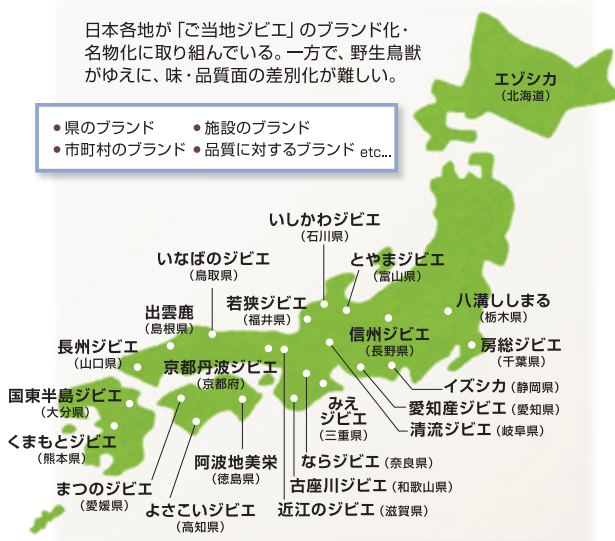 日本各地が「ご当地ジビエ」のブランド化・
名物化に取り組んでいる。一方で、野生鳥獣
がゆえに、味・品質面の差別化が難しい。
●県のブランド ●施設のブランド
●市町村のブランド ●品質に対するブランド etc...
エゾシカ
（北海道）
いしかわジビエ
（石川県）
いなばのジビエ
（鳥取県）
とやまジビエ
（富山県）
出雲鹿
（島根県）
若狭ジビエ
（福井県）
八溝ししまる
（栃木県）
長州ジビエ
（山口県）
信州ジビエ
（長野県）
房総ジビエ
（千葉県）
京都丹波ジビエ
（京都府）
イズシカ（静岡県）
国東半島ジビエ
（大分県）
みえ
ジビエ
（三重県）
愛知産ジビエ（愛知県）
清流ジビエ（岐阜県）
くまもとジビエ
（熊本県）
阿波地美栄
（徳島県）
ならジビエ（奈良県）
まつのジビエ
（愛媛県）
古座川ジビエ（和歌山県）
よさこいジビエ
（高知県）
近江のジビエ（滋賀県）